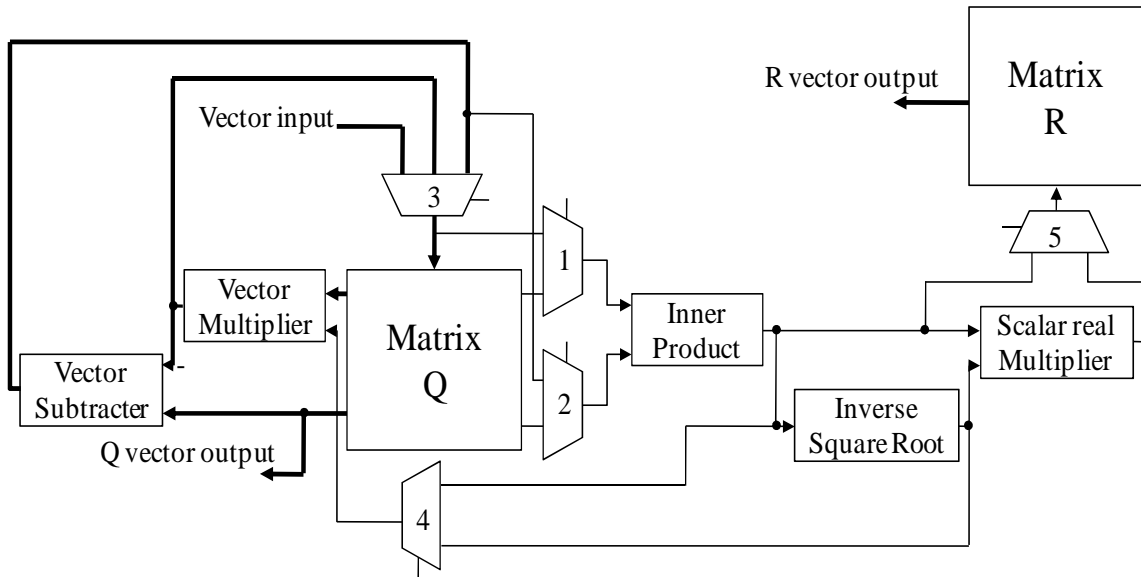 R vector output
Matrix
R
Vector input
3
1
5
Vector
Multiplier
Matrix
Q
Inner
Product
Scalar real
Multiplier
Vector
Subtracter
-
2
Inverse
Square Root
Q vector output
4